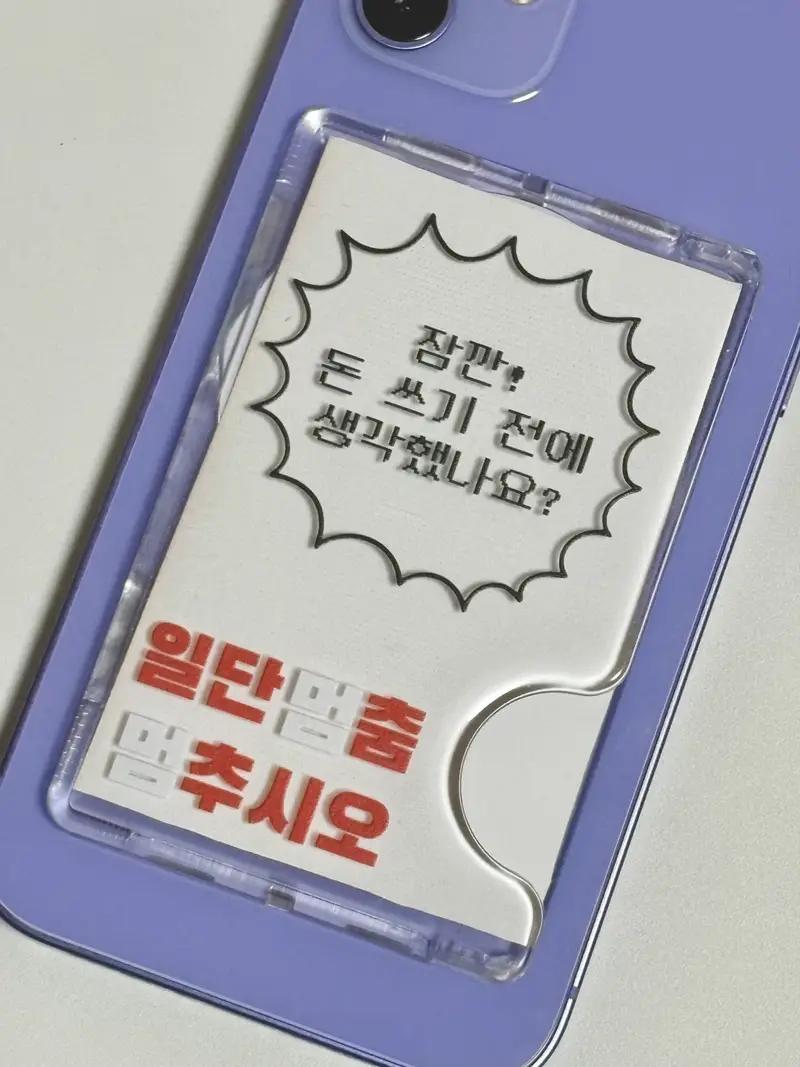 잠깐!
돈 쓰기 전에
생각했나요?
일단멈춤
멈추시오